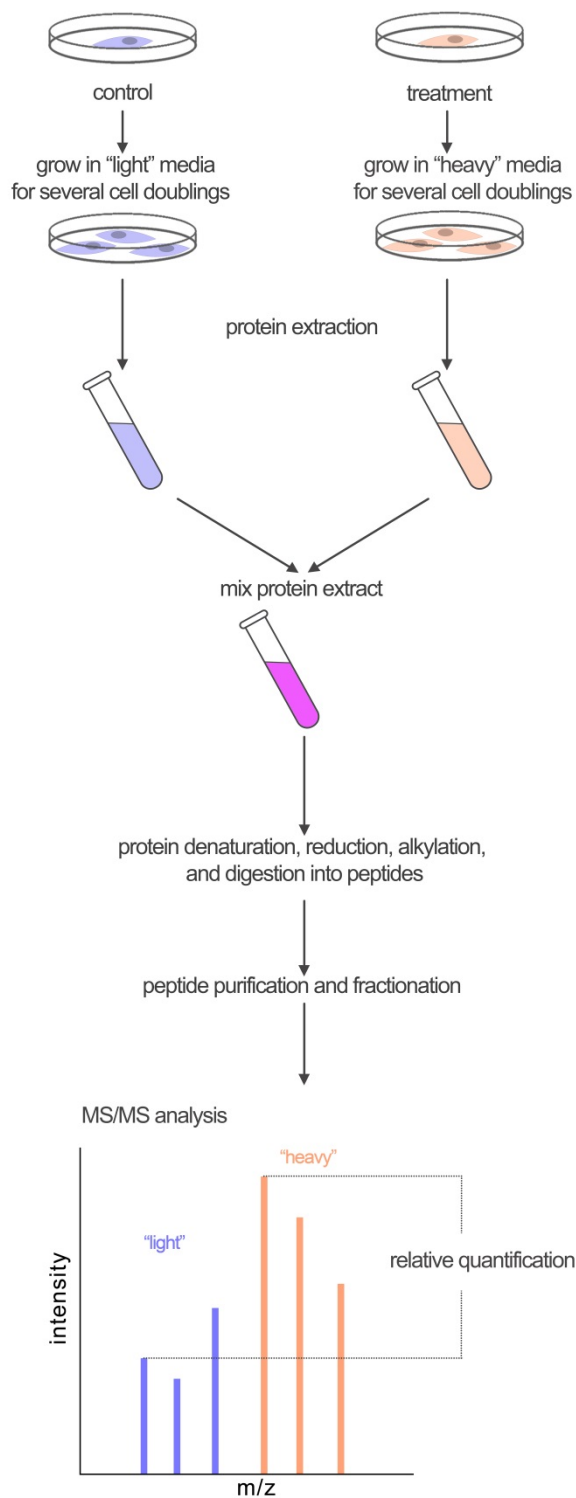 control
treatment
grow in “light” media
for several cell doublings
grow in “heavy” media
for several cell doublings
protein extraction
mix protein extract
protein denaturation, reduction, alkylation,
and digestion into peptides
peptide purification and fractionation
MS/MS analysis
“heavy”
“light”
relative quantification
intensity
m/z